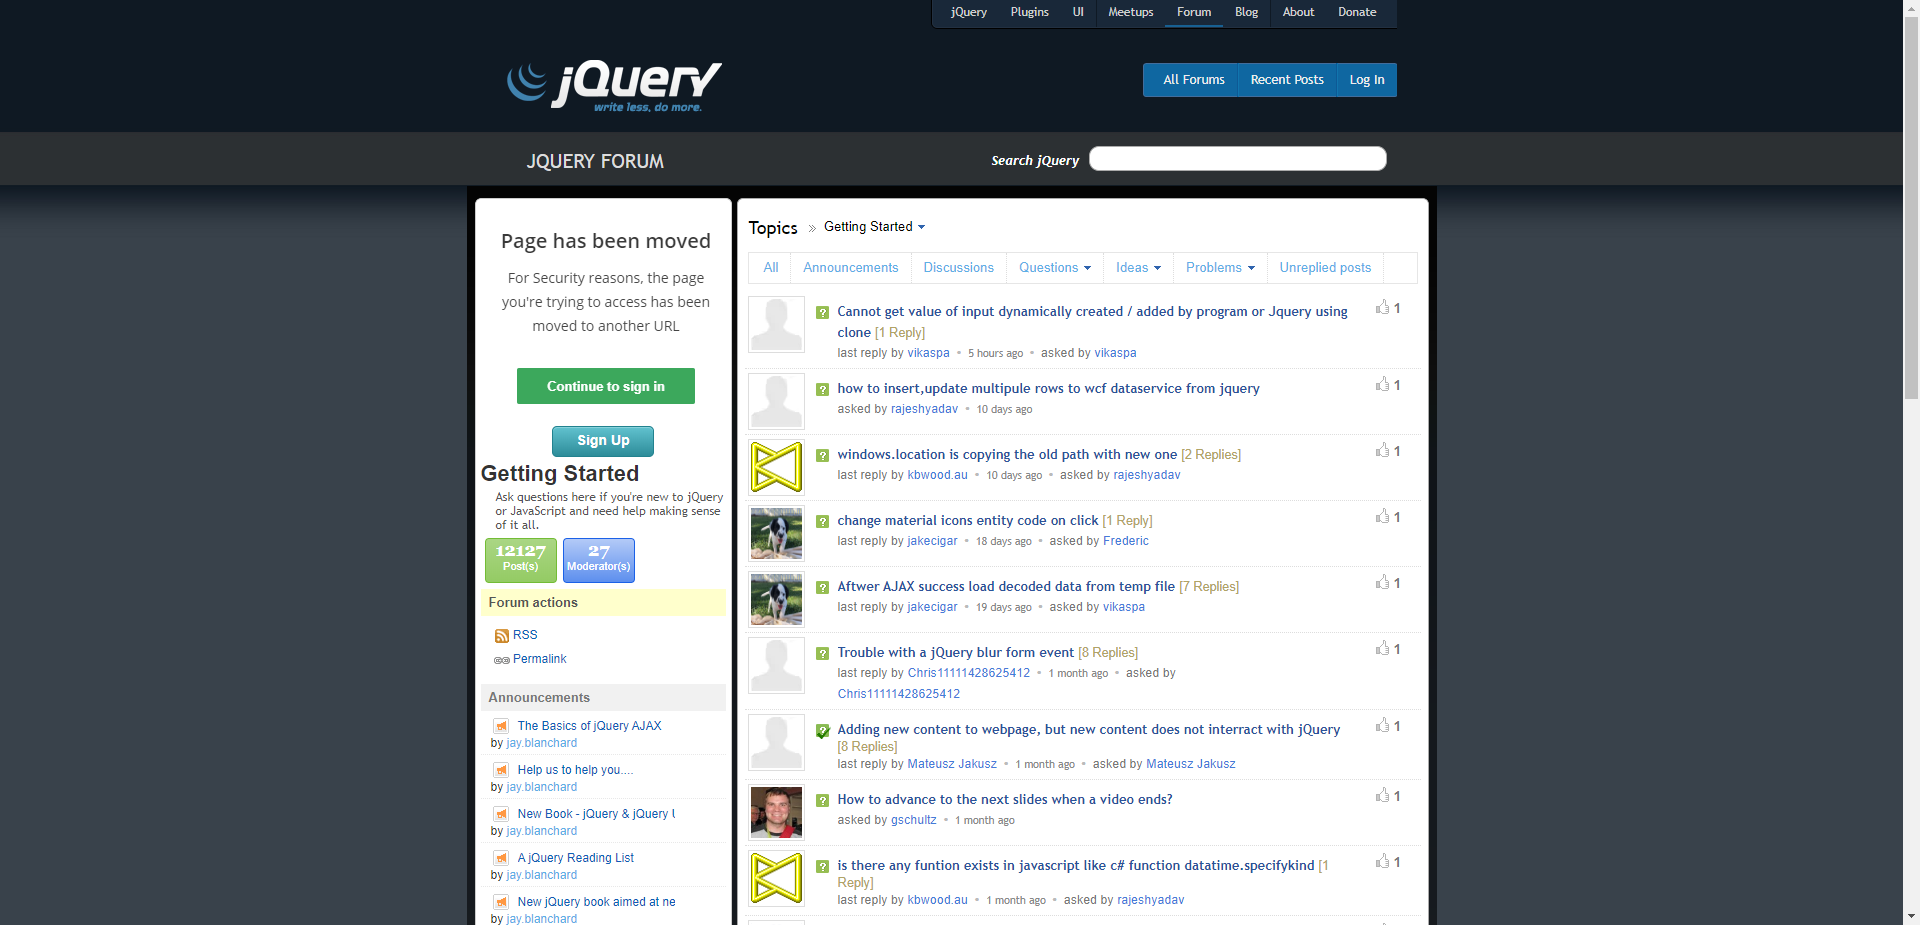 jQuery Plugins UI Meetups Forum Blog About Donate
jQuery
write less, do more.
All Forums Recent Posts Log In
JQUERY FORUM
Search jQuery
Page has been moved
For Security reasons, the page
you're trying to access has been
moved to another URL
Continue to sign in
Sign Up
Getting Started
Ask questions here if you're new to jQuery
or JavaScript and need help making sense
of it all.
12127 27
Post(s) Moderator(s)
Forum actions
RSS
Permalink
Announcements
The Basics of jQuery AJAX
by jay.blanchard
Help us to help you....
by jay.blanchard
New Book - jQuery & jQuery
by jay.blanchard
A jQuery Reading List
by jay.blanchard
New jQuery book aimed at ne
by jay.blanchard
Topics » Getting Started
All Announcements Discussions Questions Ideas Problems Unreplied posts
Cannot get value of input dynamically created / added by program or Jquery using 1
clone [1 Reply]
last reply by vikaspa • 5 hours ago • asked by vikaspa
how to insert,update multipule rows to wcf dataservice from jquery 1
asked by rajeshyadav • 10 days ago
windows.location is copying the old path with new one [2 Replies] 1
last reply by kbwood.au • 10 days ago • asked by rajeshyadav
change material icons entity code on click [1 Reply] 1
last reply by jakecigar • 18 days ago • asked by Frederic
Aftwer AJAX success load decoded data from temp file [7 Replies] 1
last reply by jakecigar • 19 days ago • asked by vikaspa
Trouble with a jQuery blur form event [8 Replies] 1
last reply by Chris11111428625412 • 1 month ago • asked by
Chris11111428625412
Adding new content to webpage, but new content does not interract with jQuery 1
[8 Replies]
last reply by Mateusz Jakusz • 1 month ago • asked by Mateusz Jakusz
How to advance to the next slides when a video ends? 1
asked by gschultz • 1 month ago
is there any funtion exists in javascript like c# function datatime.specifykind [1 1
Reply]
last reply by kbwood.au • 1 month ago • asked by rajeshyadav